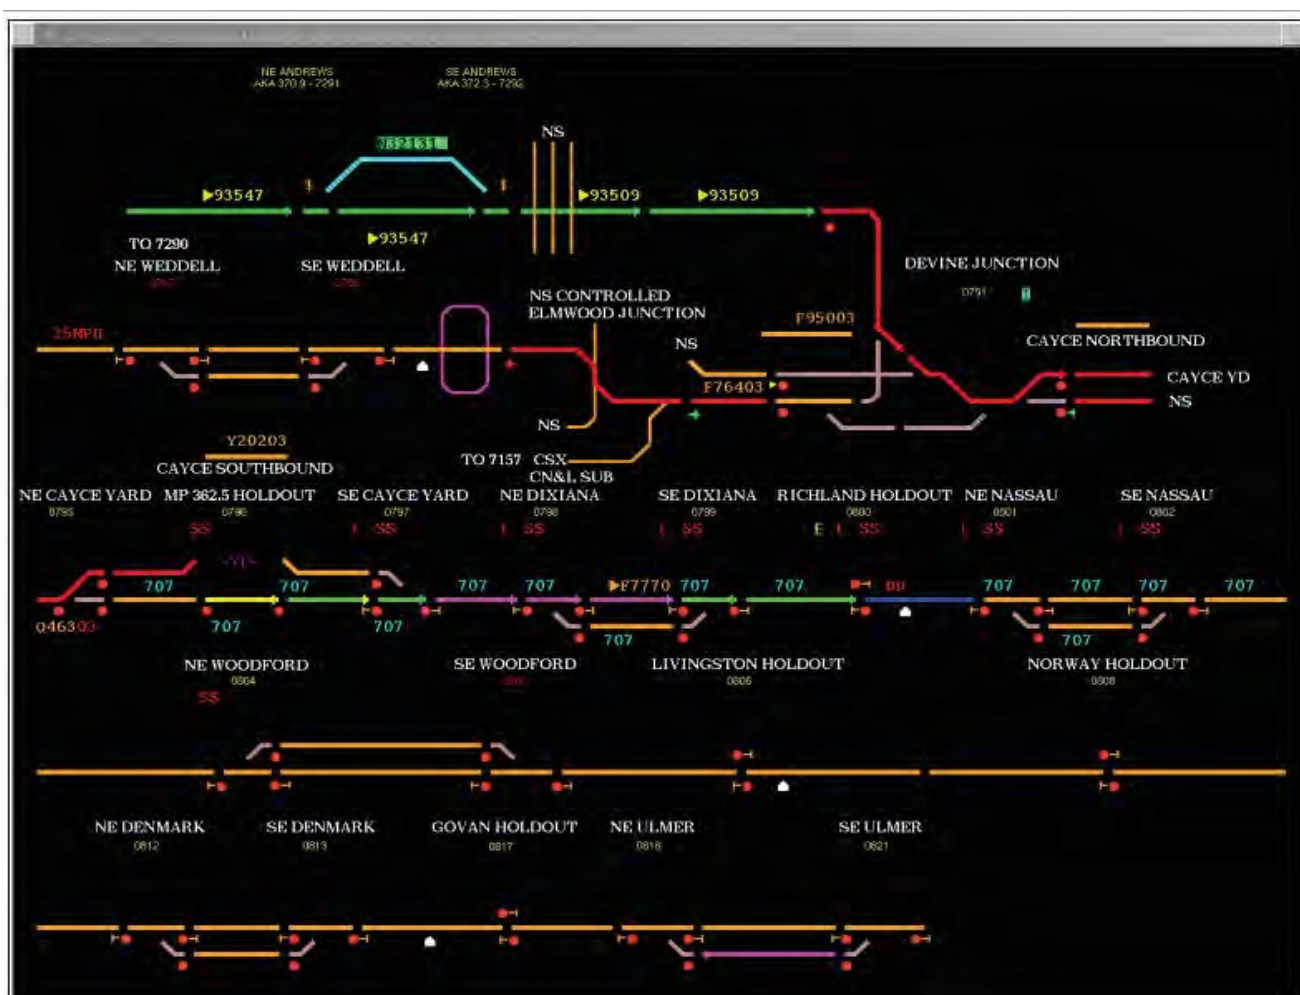 NE ANDREWS SE ANDREWS
AKA 370.9 - 7291 AKA 372.3 - 7292
N32131 NS
93547 93509 93509
93547
TO 7290
NE WEDDELL SE WEDDELL
DEVINE JUNCTION
0791
NS CONTROLLED
ELMWOOD JUNCTION
F95003
25MPH
NS
CAYCE NORTHBOUND
F76403
CAYCE YD
NS
NS
Y20203
TO 7157 CSX
CN&L SUB
CAYCE SOUTHBOUND
NE CAYCE YARD MP 362.5 HOLDOUT SE CAYCE YARD NE DIXIANA SE DIXIANA RICHLAND HOLDOUT NE NASSAU SE NASSAU
0795 0796 0797 0798 0799 0800 0801 0802
SS SS SS SS E SS SS SS
707 707 707 707 F7770 707 707 DD 707 707 707 707
Q46303 707 707 707 707
NE WOODFORD SE WOODFORD LIVINGSTON HOLDOUT NORWAY HOLDOUT
0804 0806 0808
SS
NE DENMARK SE DENMARK GOVAN HOLDOUT NE ULMER SE ULMER
0812 0813 0817 0818 0821